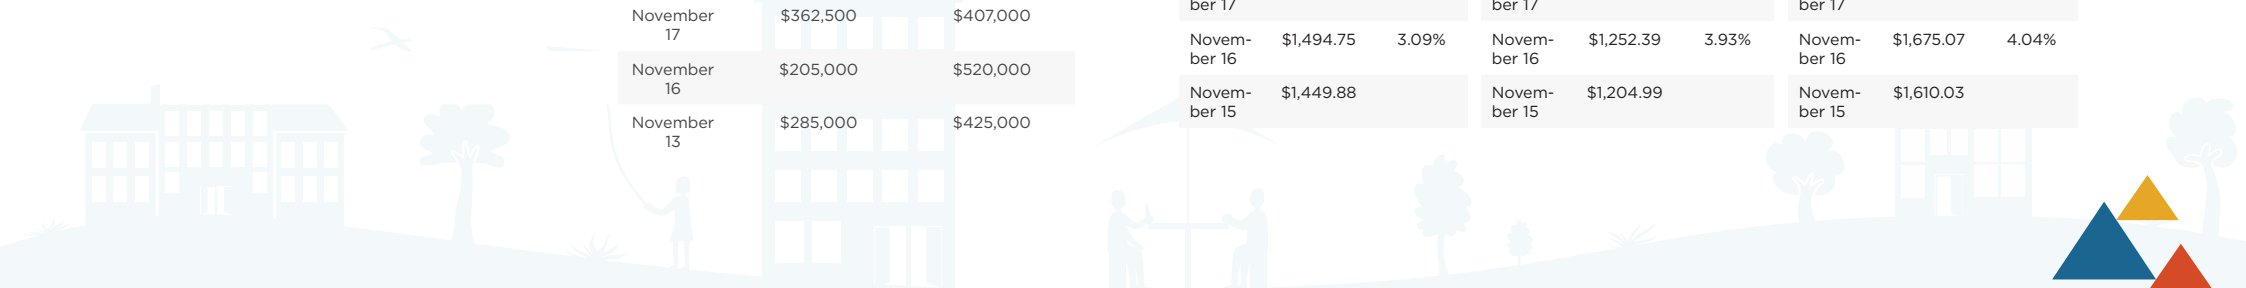 November $362,500 $407,000
17
November $205,000 $520,000
16
November $285,000 $425,000
13
ber 17
Novem- $1,494.75 3.09%
ber 16
Novem- $1,449.88
ber 15
ber 17
Novem- $1,252.39 3.93%
ber 16
Novem- $1,204.99
ber 15
ber 17
Novem- $1,675.07 4.04%
ber 16
Novem- $1,610.03
ber 15